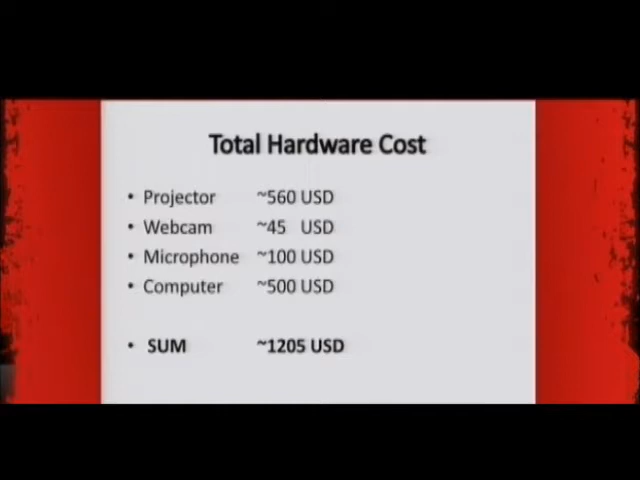 Total Hardware Cost
• Projector ~560 USD
• Webcam ~45 USD
• Microphone ~100 USD
• Computer ~500 USD
• SUM ~1205 USD